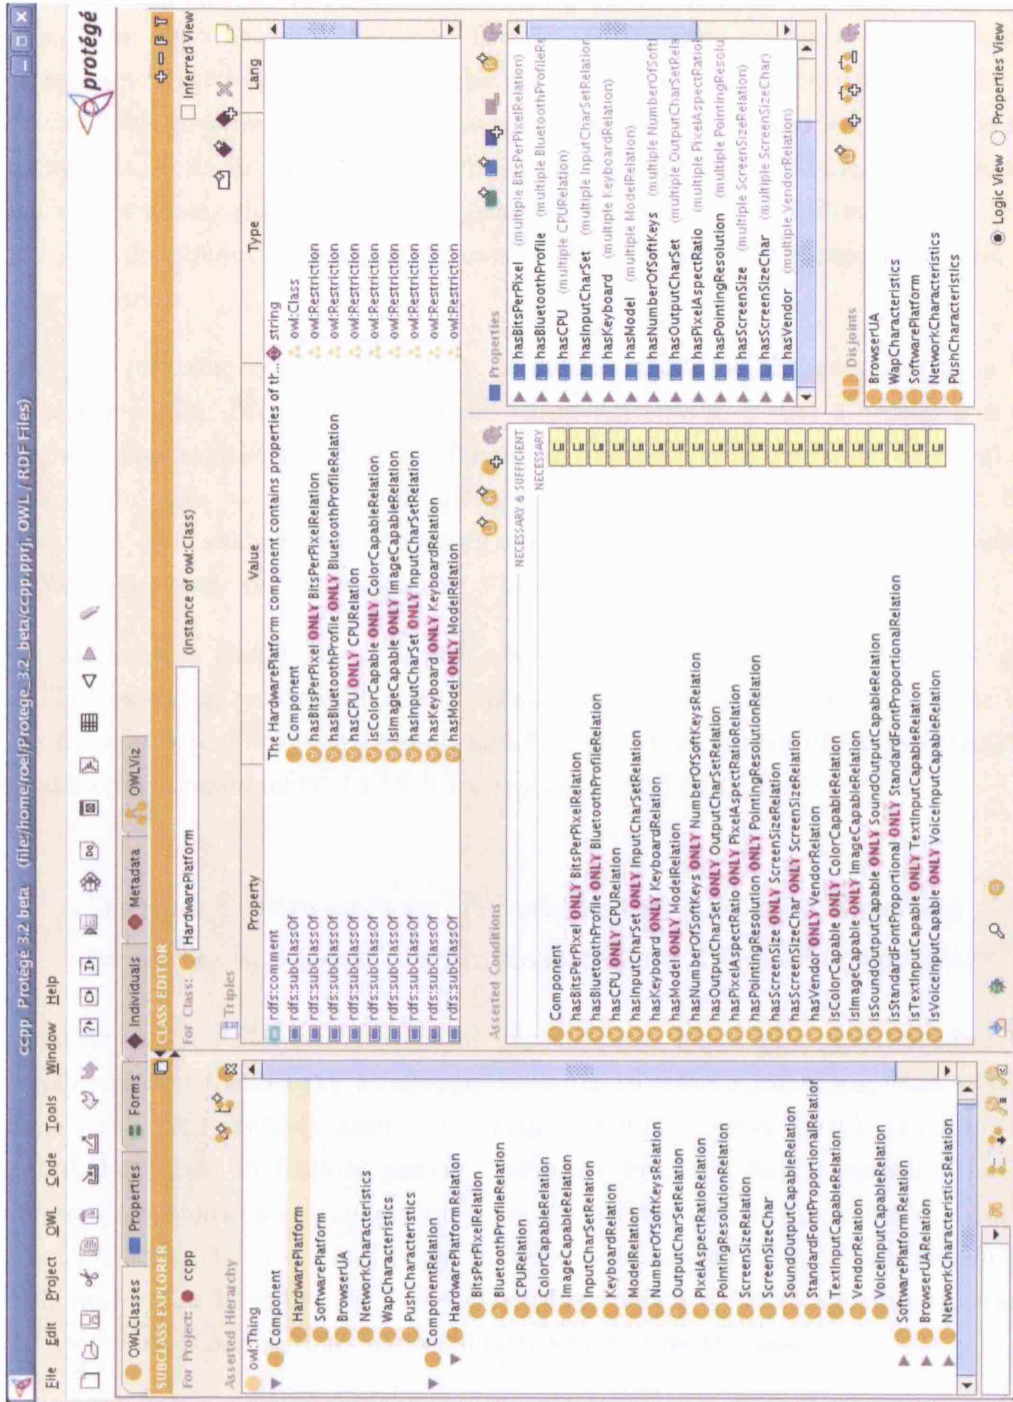 ccpp Protégé 3.2 beta (file:/home/roel/Protege_3.2_beta/ccpp.pprj, OWL / RDF Files)
File Edit Project OWL Code Tools Window Help
protégé
OWLClasses Properties Forms Individuals Metadata OWLViz
SUBCLASS EXPLORER
For Project: ccpp
Asserted Hierarchy
owl:Thing
Component
HardwarePlatform
SoftwarePlatform
BrowserUA
NetworkCharacteristics
WapCharacteristics
PushCharacteristics
ComponentRelation
HardwarePlatformRelation
BitsPerPixelRelation
BluetoothProfileRelation
CPURelation
ColorCapableRelation
ImageCapableRelation
InputCharSetRelation
KeyboardRelation
ModelRelation
NumberOfSoftKeysRelation
OutputCharSetRelation
PixelAspectRatioRelation
PointingResolutionRelation
ScreenSizeRelation
ScreenSizeChar
SoundOutputCapableRelation
StandardFontProportionalRelation
TextInputCapableRelation
VendorRelation
VoiceInputCapableRelation
SoftwarePlatformRelation
BrowserUARelation
NetworkCharacteristicsRelation
CLASS EDITOR
+ − F T
For Class: HardwarePlatform (instance of owl:Class) Inferred View
Triples
Property Value Type Lang
rdfs:comment The HardwarePlatform component contains properties of tr... string
rdfs:subClassOf Component owl:Class
rdfs:subClassOf hasBitsPerPixel ONLY BitsPerPixelRelation owl:Restriction
rdfs:subClassOf hasBluetoothProfile ONLY BluetoothProfileRelation owl:Restriction
rdfs:subClassOf hasCPU ONLY CPURelation owl:Restriction
rdfs:subClassOf isColorCapable ONLY ColorCapableRelation owl:Restriction
rdfs:subClassOf isImageCapable ONLY ImageCapableRelation owl:Restriction
rdfs:subClassOf hasInputCharSet ONLY InputCharSetRelation owl:Restriction
rdfs:subClassOf hasKeyboard ONLY KeyboardRelation owl:Restriction
rdfs:subClassOf hasModel ONLY ModelRelation owl:Restriction
Asserted Conditions
NECESSARY & SUFFICIENT
NECESSARY
Component
hasBitsPerPixel ONLY BitsPerPixelRelation
hasBluetoothProfile ONLY BluetoothProfileRelation
hasCPU ONLY CPURelation
hasInputCharSet ONLY InputCharSetRelation
hasKeyboard ONLY KeyboardRelation
hasModel ONLY ModelRelation
hasNumberOfSoftKeys ONLY NumberOfSoftKeysRelation
hasOutputCharSet ONLY OutputCharSetRelation
hasPixelAspectRatio ONLY PixelAspectRatioRelation
hasPointingResolution ONLY PointingResolutionRelation
hasScreenSize ONLY ScreenSizeRelation
hasScreenSizeChar ONLY ScreenSizeRelation
hasVendor ONLY VendorRelation
isColorCapable ONLY ColorCapableRelation
isImageCapable ONLY ImageCapableRelation
isSoundOutputCapable ONLY SoundOutputCapableRelation
isStandardFontProportional ONLY StandardFontProportionalRelation
isTextInputCapable ONLY TextInputCapableRelation
isVoiceInputCapable ONLY VoiceInputCapableRelation
Properties
hasBitsPerPixel (multiple BitsPerPixelRelation)
hasBluetoothProfile (multiple BluetoothProfileRe
hasCPU (multiple CPURelation)
hasInputCharSet (multiple InputCharSetRelation
hasKeyboard (multiple KeyboardRelation)
hasModel (multiple ModelRelation)
hasNumberOfSoftKeys (multiple NumberOfSoft
hasOutputCharSet (multiple OutputCharSetRela
hasPixelAspectRatio (multiple PixelAspectRatio
hasPointingResolution (multiple PointingResolu
hasScreenSize (multiple ScreenSizeRelation)
hasScreenSizeChar (multiple ScreenSizeChar)
hasVendor (multiple VendorRelation)
Disjoints
BrowserUA
WapCharacteristics
SoftwarePlatform
NetworkCharacteristics
PushCharacteristics
Logic View Properties View